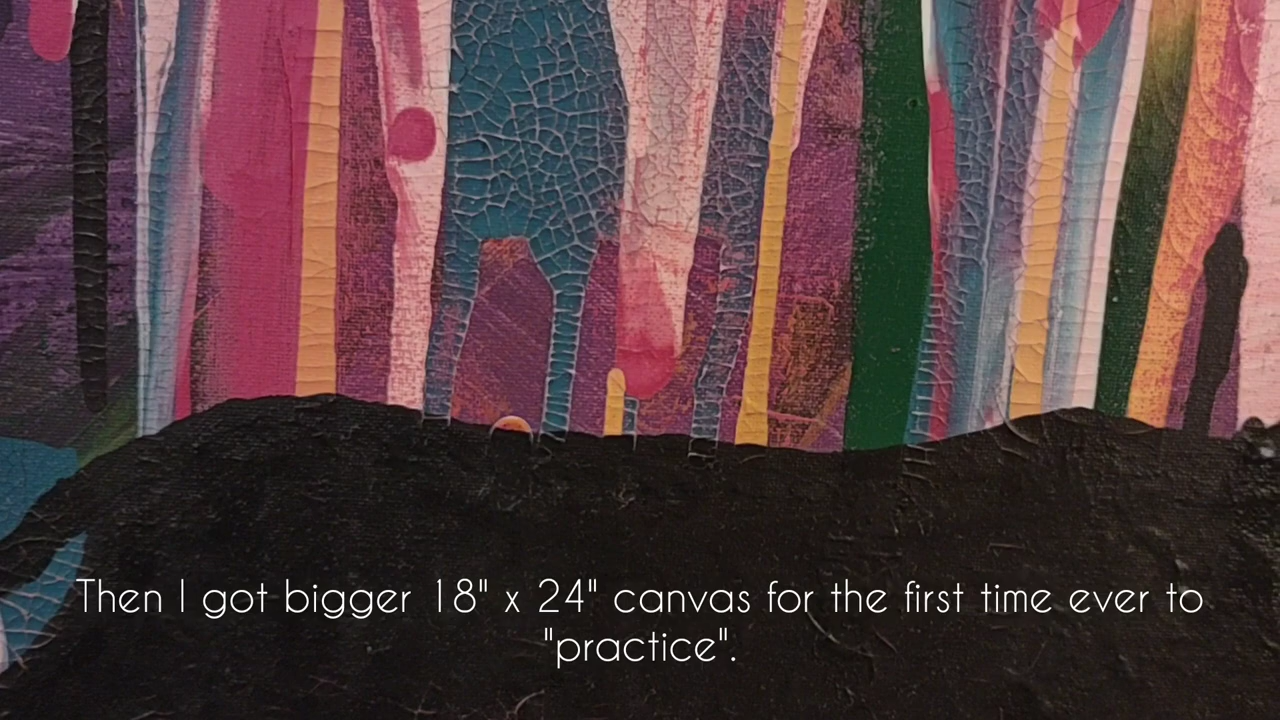 Then I got bigger 18" x 24" canvas for the first time ever to
"practice".